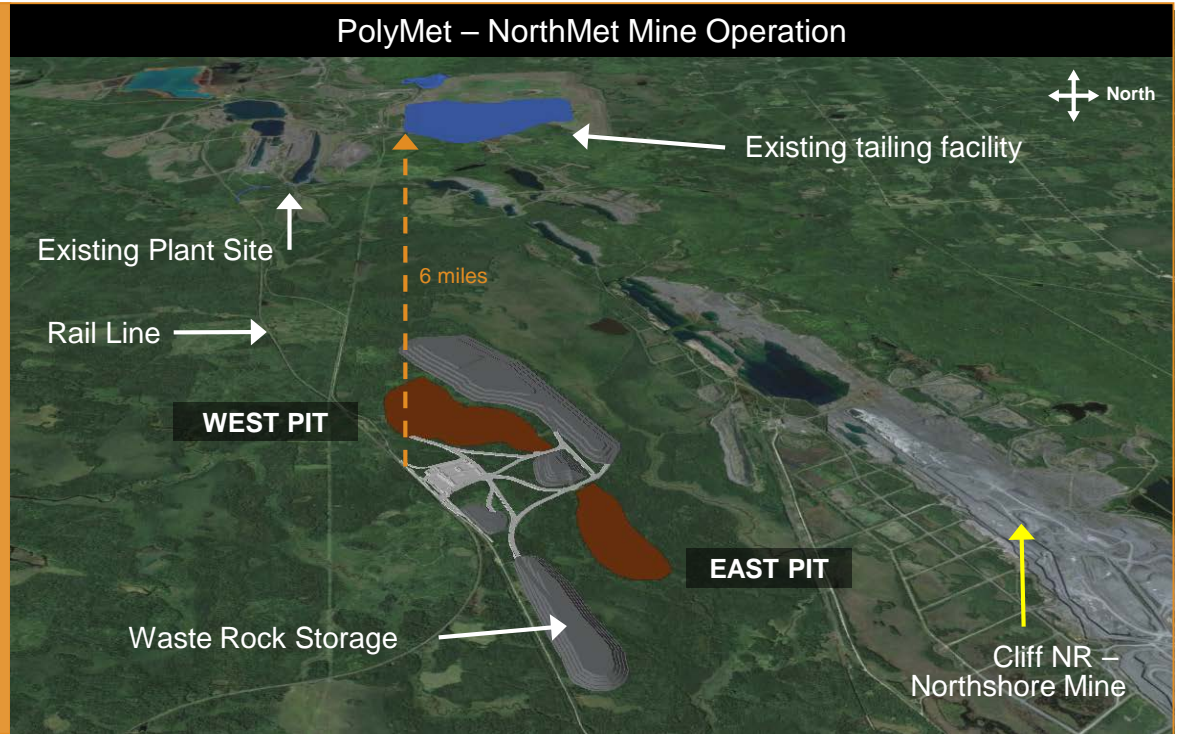 PolyMet – NorthMet Mine Operation
North
Existing tailing facility
Existing Plant Site
6 miles
Rail Line
WEST PIT
EAST PIT
Waste Rock Storage
Cliff NR –
Northshore Mine